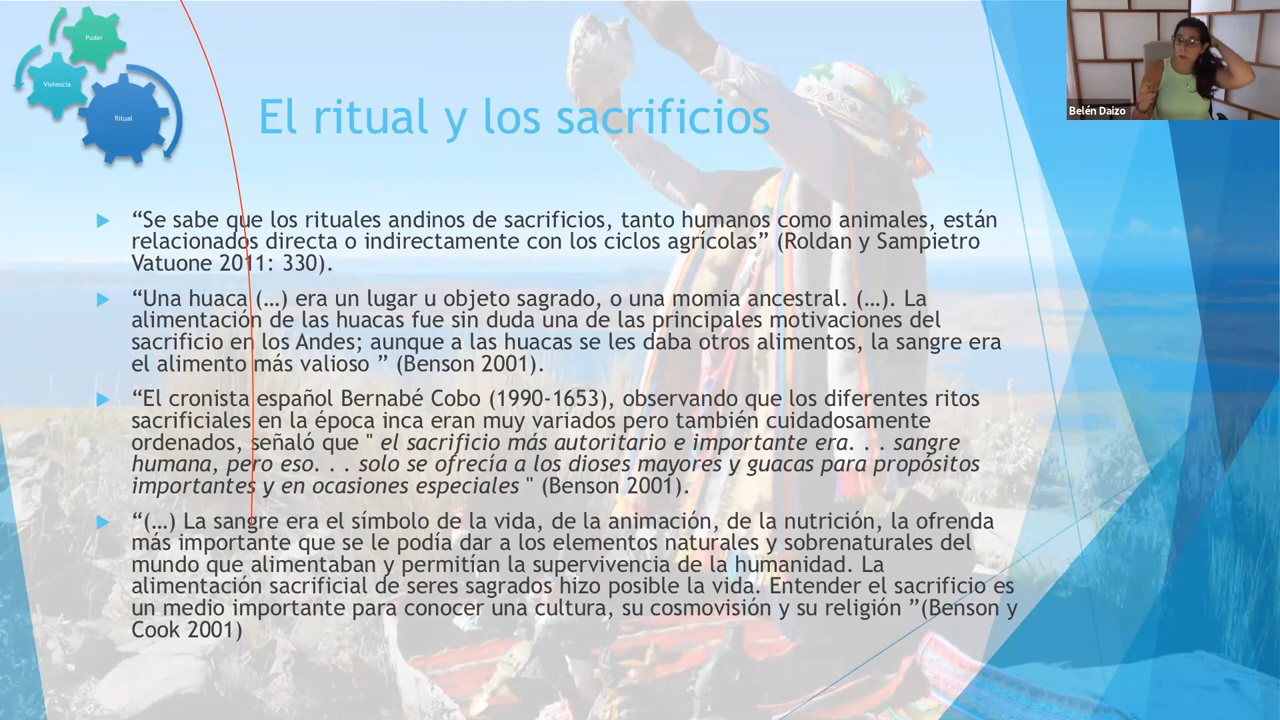 Poder
Violencia
Ritual
El ritual y los sacrificios
Belén Daizo
“Se sabe que los rituales andinos de sacrificios, tanto humanos como animales, están
relacionados directa o indirectamente con los ciclos agrícolas” (Roldan y Sampietro
Vatuone 2011: 330).
“Una huaca (…) era un lugar u objeto sagrado, o una momia ancestral. (…). La
alimentación de las huacas fue sin duda una de las principales motivaciones del
sacrificio en los Andes; aunque a las huacas se les daba otros alimentos, la sangre era
el alimento más valioso ” (Benson 2001).
“El cronista español Bernabé Cobo (1990-1653), observando que los diferentes ritos
sacrificiales en la época inca eran muy variados pero también cuidadosamente
ordenados, señaló que " el sacrificio más autoritario e importante era. . . sangre
humana, pero eso. . . solo se ofrecía a los dioses mayores y guacas para propósitos
importantes y en ocasiones especiales " (Benson 2001).
“(…) La sangre era el símbolo de la vida, de la animación, de la nutrición, la ofrenda
más importante que se le podía dar a los elementos naturales y sobrenaturales del
mundo que alimentaban y permitían la supervivencia de la humanidad. La
alimentación sacrificial de seres sagrados hizo posible la vida. Entender el sacrificio es
un medio importante para conocer una cultura, su cosmovisión y su religión ”(Benson y
Cook 2001)